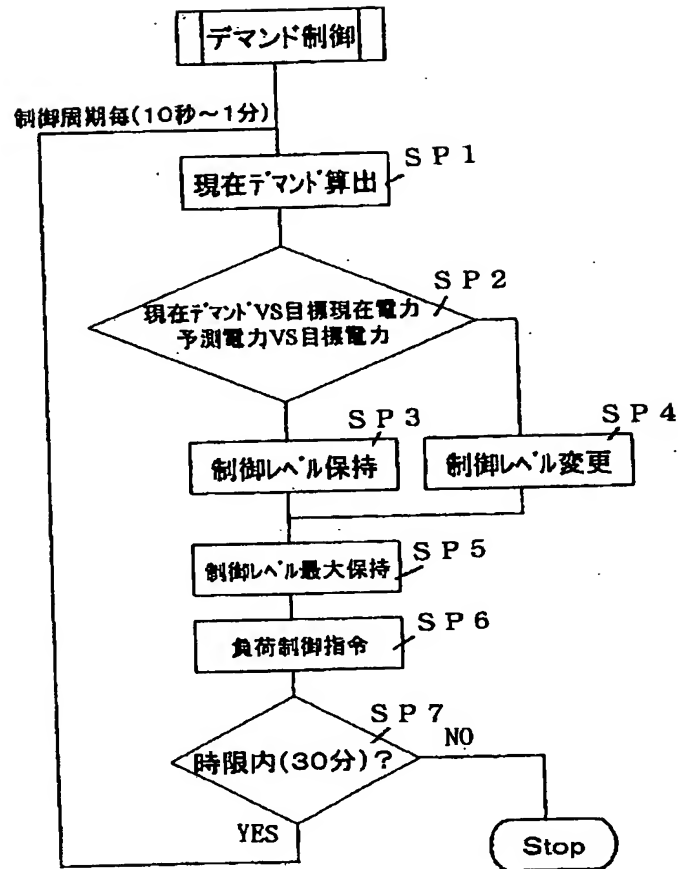 デマンド制御
制御周期毎(10秒～1分)
SP1
現在デマンド算出
SP2
現在デマンドVS目標現在電力
予測電力VS目標電力
SP3
制御レベル保持
SP4
制御レベル変更
SP5
制御レベル最大保持
SP6
負荷制御指令
SP7
時限内(30分)?
NO
YES
Stop